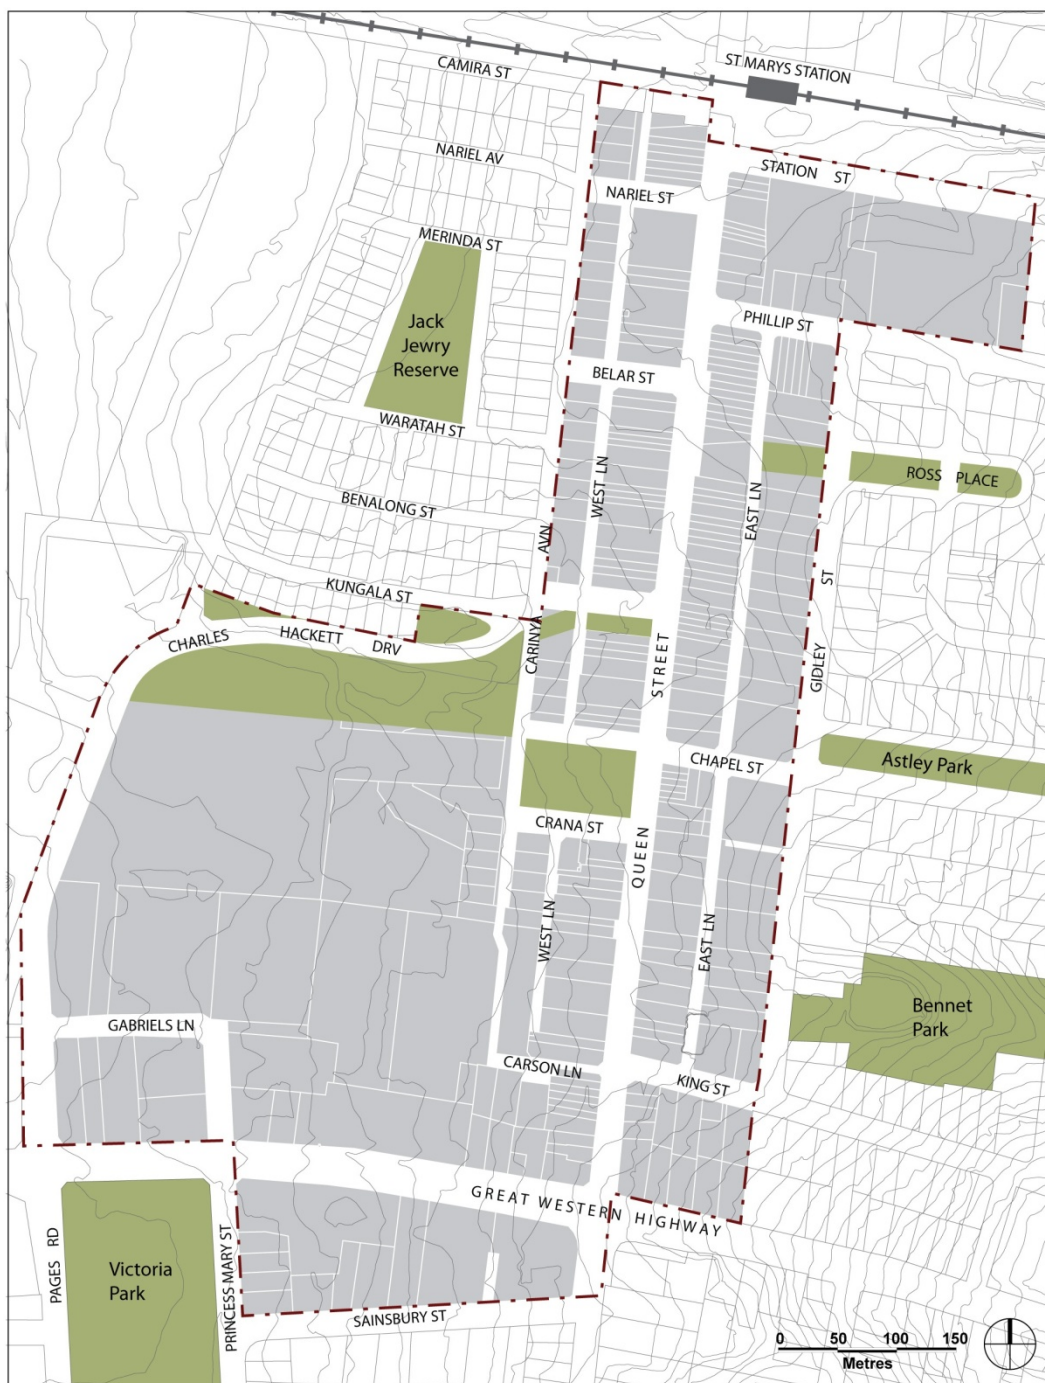 ST MARYS STATION
CAMIRA ST
NARIEL AV
STATION ST
NARIEL ST
MERINDA ST
PHILLIP ST
Jack
Jewry
Reserve
BELAR ST
WARATAH ST
WEST LN
ROSS PLACE
EAST LN
BENALONG ST
AVN
KUNGALA ST
ST
CHARLES HACKETT DRV
CARINYA
STREET
GIDLEY
CHAPEL ST
Astley Park
CRANA ST
QUEEN
WEST LN
EAST LN
Bennet
Park
GABRIELS LN
CARSON LN
KING ST
GREAT WESTERN HIGHWAY
PAGES RD
Victoria
Park
PRINCESS MARY ST
SAINSBURY ST
0 50 100 150
Metres